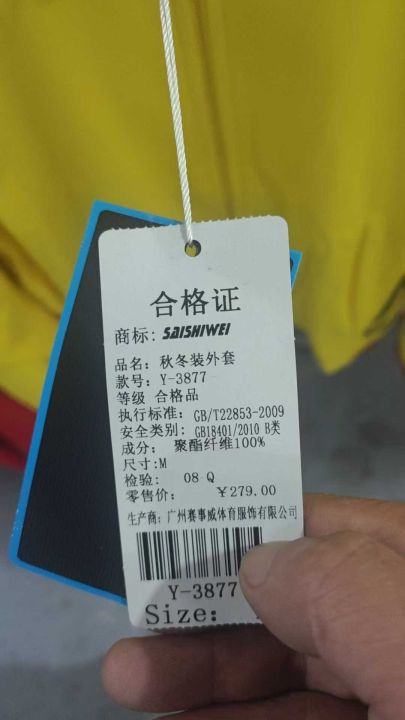 合格证
商标: SAISHIWEI
品名: 秋冬装外套
款号: Y-3877
等级 合格品
执行标准: GB/T22853-2009
安全类别: GB18401/2010 B类
成分: 聚酯纤维100%
尺寸:M
检验: 08 Q
零售价: ￥279.00
生产商: 广州赛事威体育服饰有限公司
Y-3877
Size: